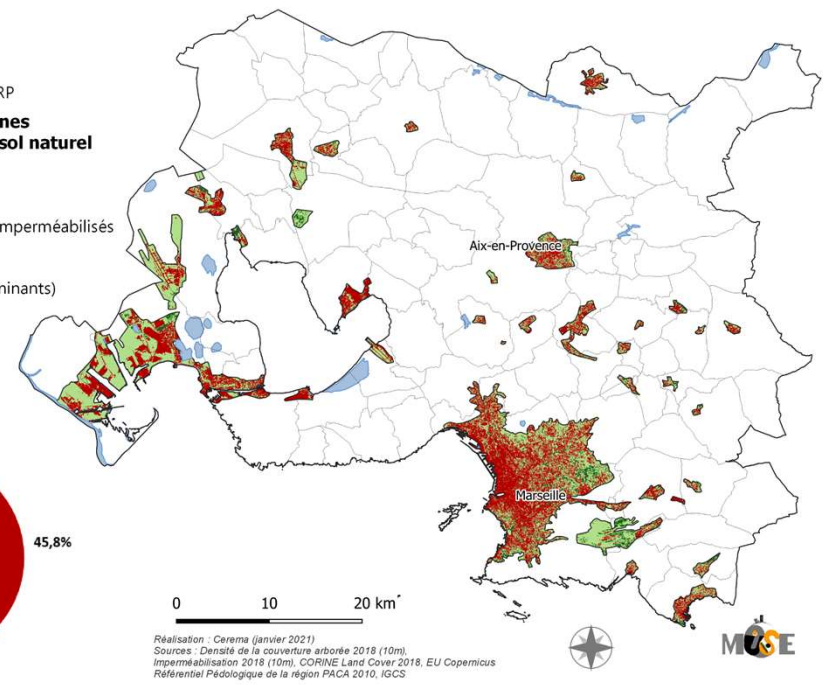 RP
nes
sol naturel
imperméabilisés
minants)
Aix-en-Provence
Marseille
45,8%
0 10 20 km
Réalisation : Cerema (janvier 2021)
Sources : Densité de la couverture arborée 2018 (10m),
Imperméabilisation 2018 (10m), CORINE Land Cover 2018, EU Copernicus
Référentiel Pédologique de la région PACA 2010, IGCS
MUSE